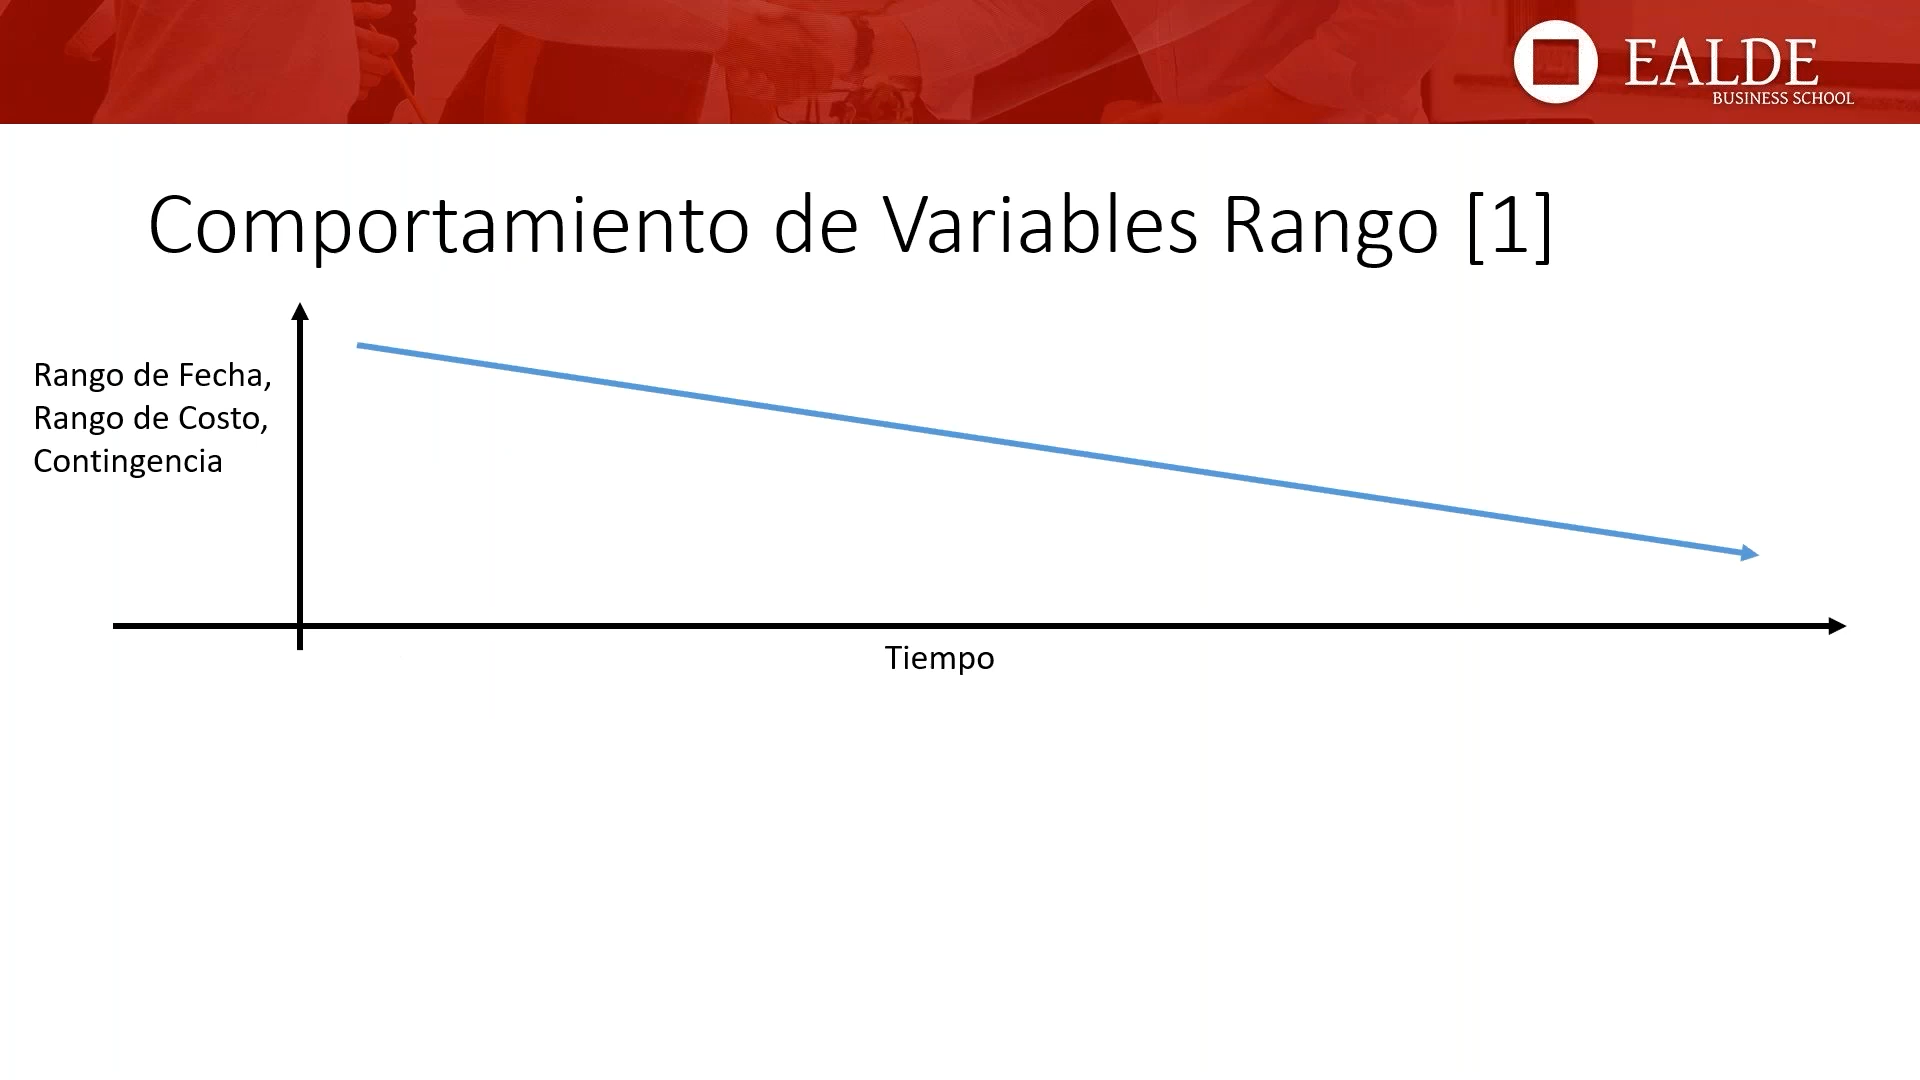 EALDE
BUSINESS SCHOOL
Comportamiento de Variables Rango [1]
Rango de Fecha,
Rango de Costo,
Contingencia
Tiempo